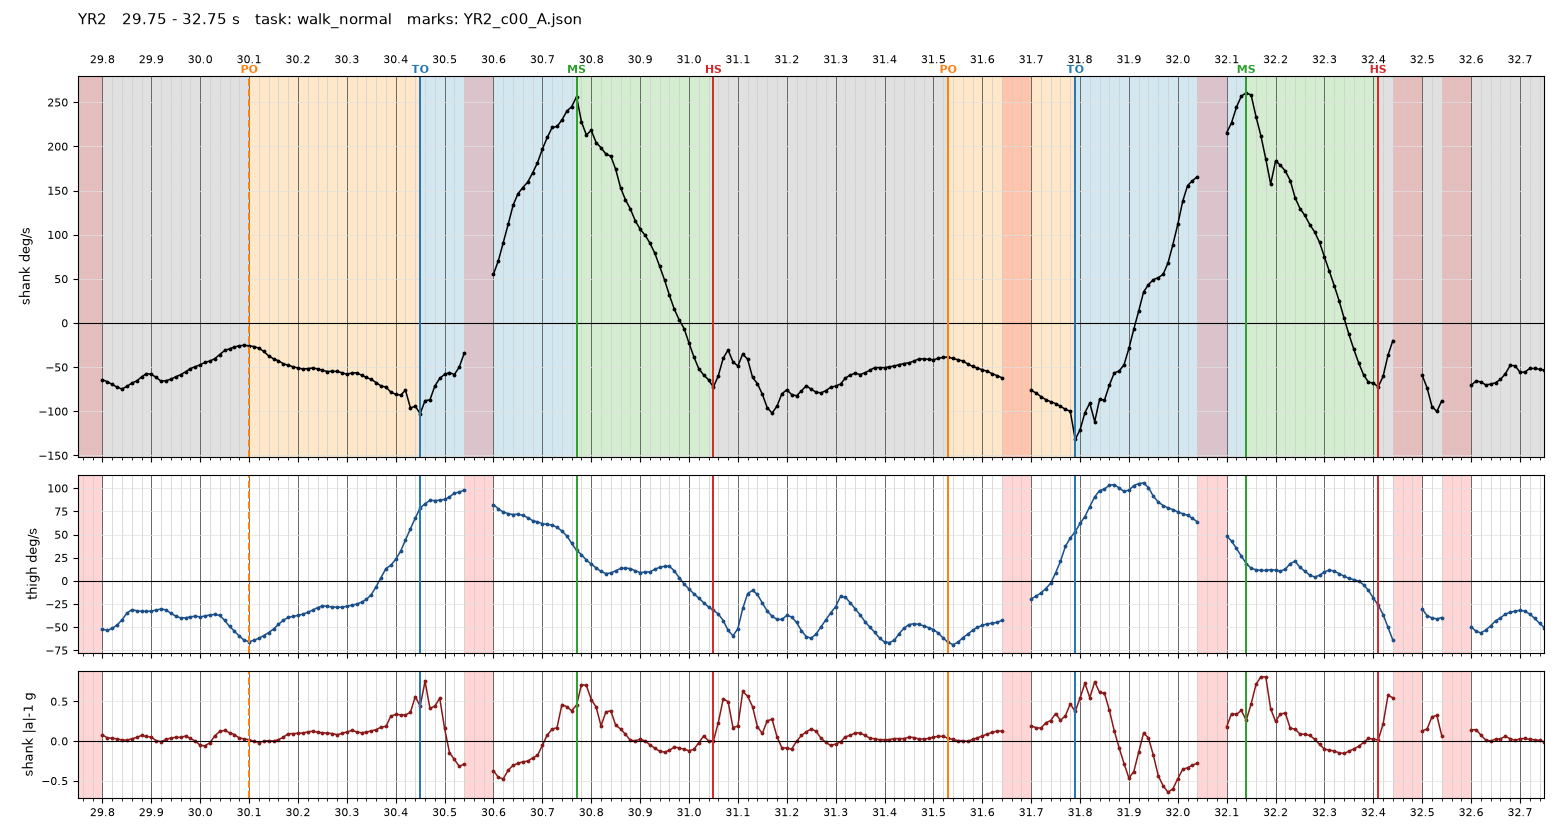 YR2   29.75 - 32.75 s   task: walk_normal   marks: YR2_c00_A.json
29.8 29.9 30.0 30.1 30.2 30.3 30.4 30.5 30.6 30.7 30.8 30.9 31.0 31.1 31.2 31.3 31.4 31.5 31.6 31.7 31.8 31.9 32.0 32.1 32.2 32.3 32.4 32.5 32.6 32.7
PO TO MS HS PO TO MS HS
shank deg/s
250
200
150
100
50
0
−50
−100
−150
thigh deg/s
100
75
50
25
0
−25
−50
−75
shank |a|-1 g
0.5
0.0
−0.5
29.8 29.9 30.0 30.1 30.2 30.3 30.4 30.5 30.6 30.7 30.8 30.9 31.0 31.1 31.2 31.3 31.4 31.5 31.6 31.7 31.8 31.9 32.0 32.1 32.2 32.3 32.4 32.5 32.6 32.7